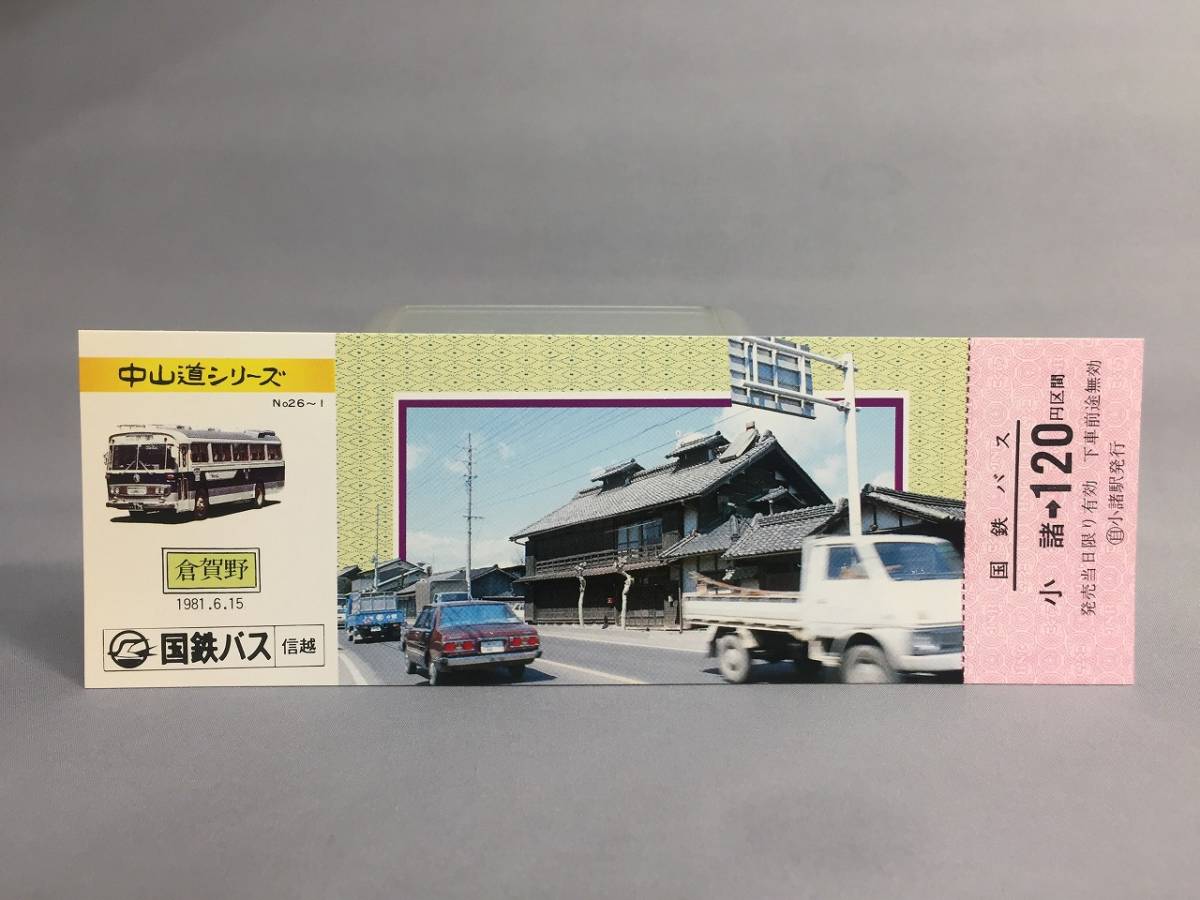 中山道シリーズ
No26〜1
倉賀野
1981.6.15
国鉄バス 信越
国鉄バス
小諸➡120円区間
発売当日限り有効 下車前途無効
自小諸駅発行